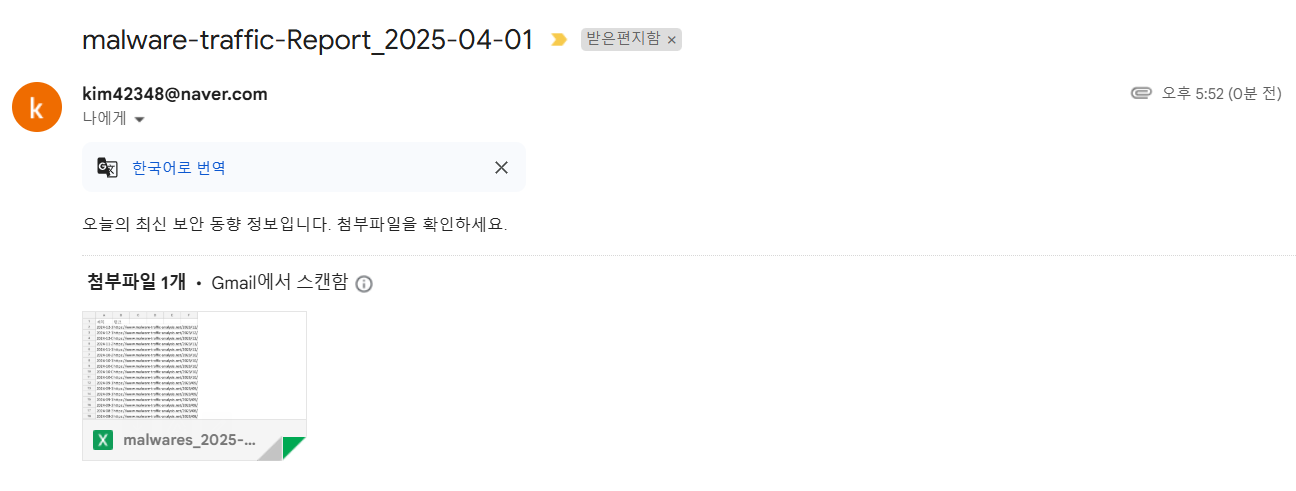 malware-traffic-Report_2025-04-01 받은편지함 ×
k
kim42348@naver.com
오후 5:52 (0분 전)
나에게
한국어로 번역
오늘의 최신 보안 동향 정보입니다. 첨부파일을 확인하세요.
첨부파일 1개 • Gmail에서 스캔함
X malwares_2025-...